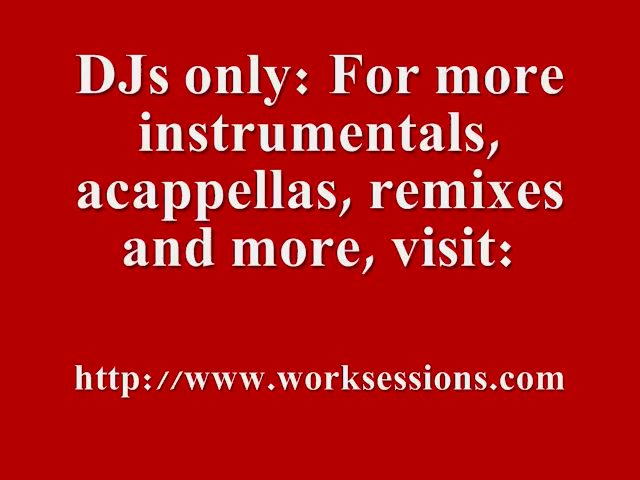 DJs only: For more
instrumentals,
acappellas, remixes
and more, visit:
http://www.worksessions.com